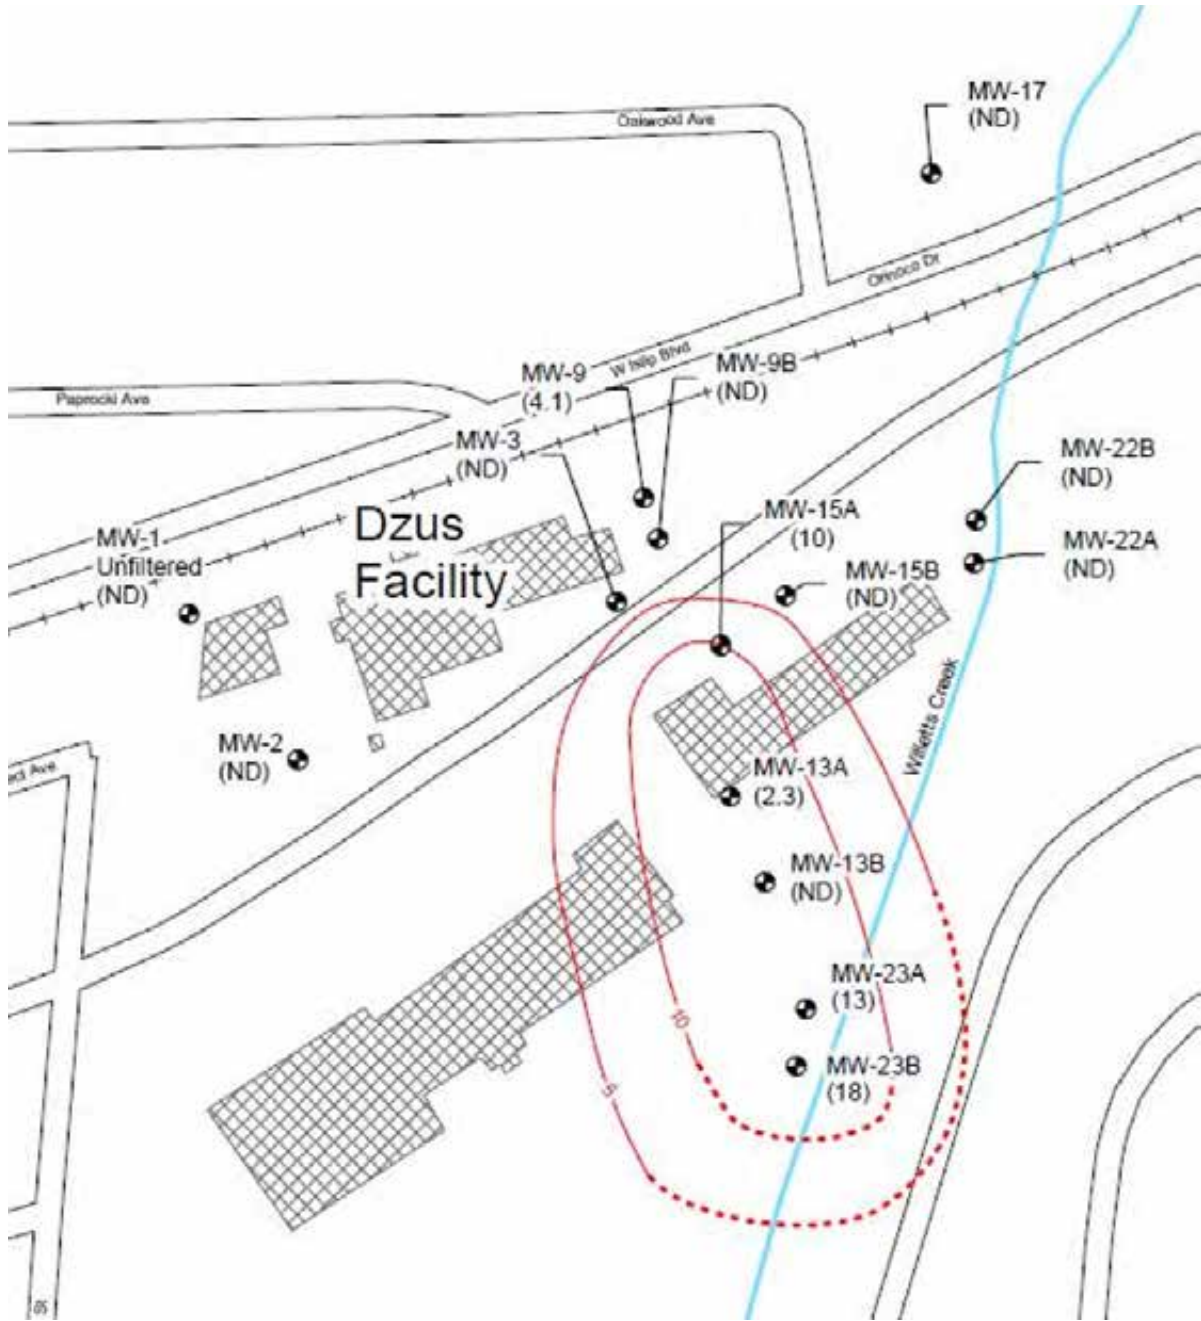 MW-17
(ND)
Oakwood Ave
Orinoco Dr
W Islip Blvd
MW-9
(4.1)
MW-9B
(ND)
Paprocki Ave
MW-3
(ND)
MW-22B
(ND)
MW-15A
(10)
Dzus
Facility
MW-1
Unfiltered
(ND)
MW-22A
(ND)
MW-15B
(ND)
Willetts Creek
MW-2
(ND)
Ave
MW-13A
(2.3)
MW-13B
(ND)
MW-23A
(13)
10
MW-23B
(18)
5